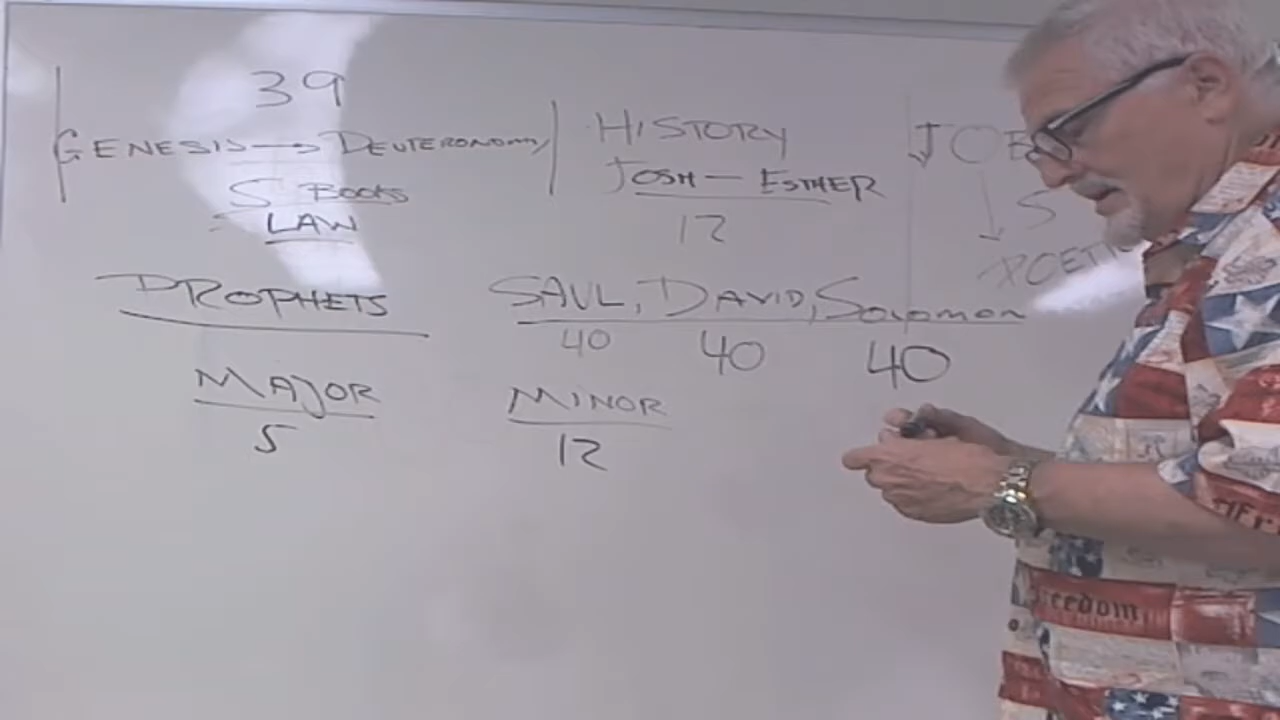 39
GENESIS → DEUTERONOMY
5 BOOKS
LAW
HISTORY
JOSH — ESTHER
12
JOB
5
POETIC
PROPHETS
SAUL, DAVID, SOLOMON
40 40 40
MAJOR
5
MINOR
12
eedom